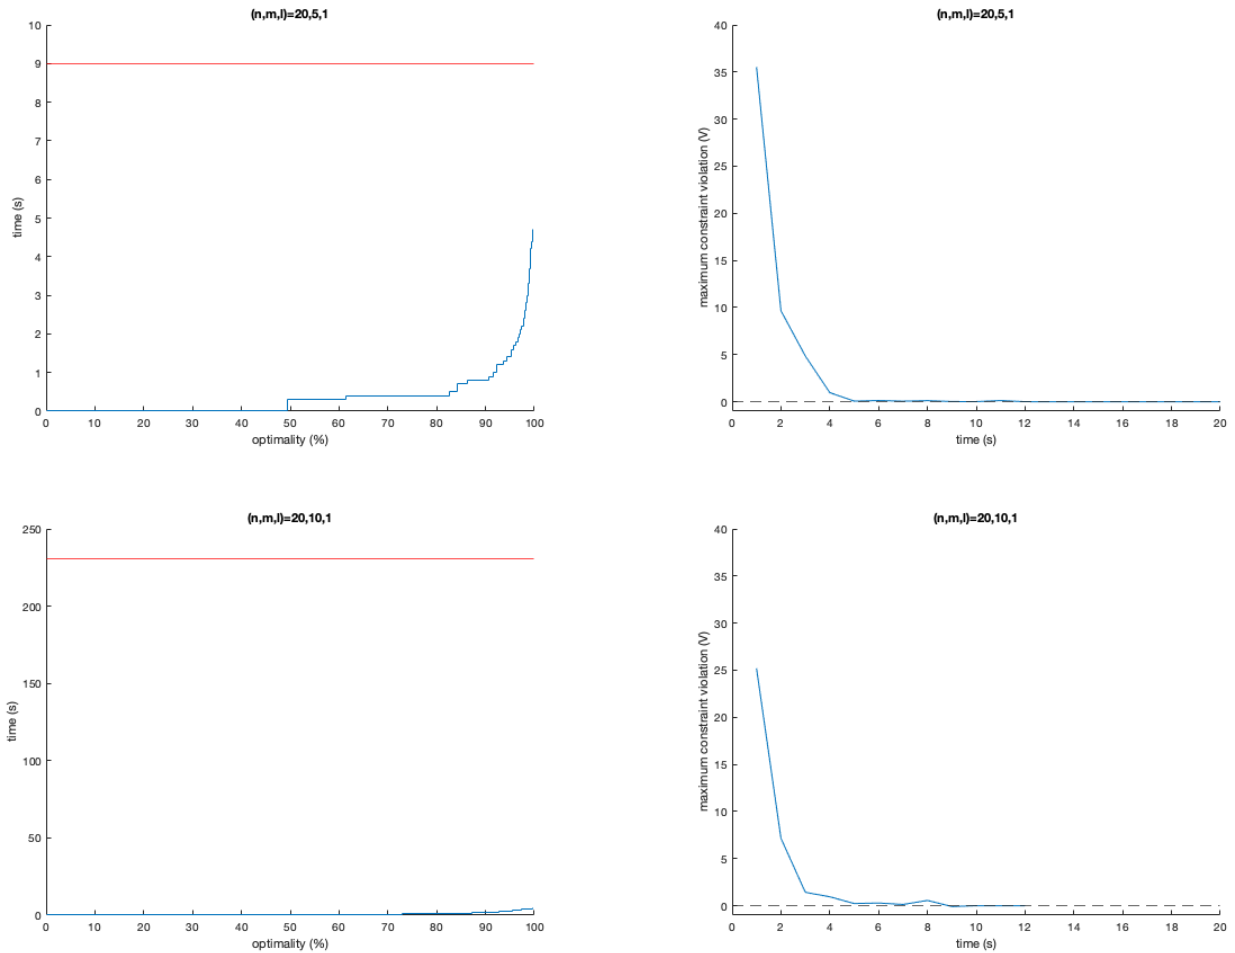 (n,m,l)=20,5,1
10
9
8
7
6
5
4
3
2
1
0
time (s)
0 10 20 30 40 50 60 70 80 90 100
optimality (%)
(n,m,l)=20,5,1
40
35
30
25
20
15
10
5
0
maximum constraint violation (V)
0 2 4 6 8 10 12 14 16 18 20
time (s)
(n,m,l)=20,10,1
250
200
150
100
50
0
time (s)
0 10 20 30 40 50 60 70 80 90 100
optimality (%)
(n,m,l)=20,10,1
40
35
30
25
20
15
10
5
0
maximum constraint violation (V)
0 2 4 6 8 10 12 14 16 18 20
time (s)